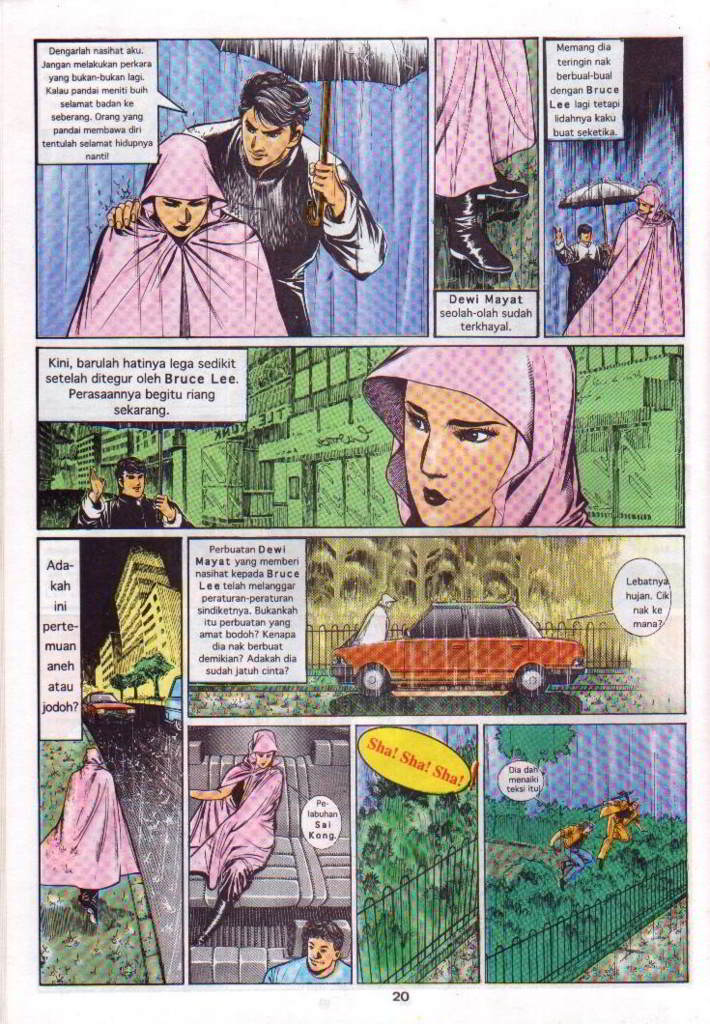 Dengarlah nasihat aku.
Jangan melakukan perkara
yang bukan-bukan lagi.
Kalau pandai meniti buih
selamat badan ke
seberang. Orang yang
pandai membawa diri
tentulah selamat hidupnya
nanti!
Dewi Mayat
seolah-olah sudah
terkhayal.
Memang dia
teringin nak
berbual-bual
dengan Bruce
Lee lagi tetapi
lidahnya kaku
buat seketika.
Kini, barulah hatinya lega sedikit
setelah ditegur oleh Bruce Lee.
Perasaannya begitu riang
sekarang.
Ada-
kah
ini
perte-
muan
aneh
atau
jodoh?
Perbuatan Dewi
Mayat yang memberi
nasihat kepada Bruce
Lee telah melanggar
peraturan-peraturan
sindiketnya. Bukankah
itu perbuatan yang
amat bodoh? Kenapa
dia nak berbuat
demikian? Adakah dia
sudah jatuh cinta?
Lebatnya
hujan. Cik
nak ke
mana?
Pe-
labuhan
Sai
Kong.
Sha! Sha! Sha!
Dia dah
menaiki
teksi itu!
20